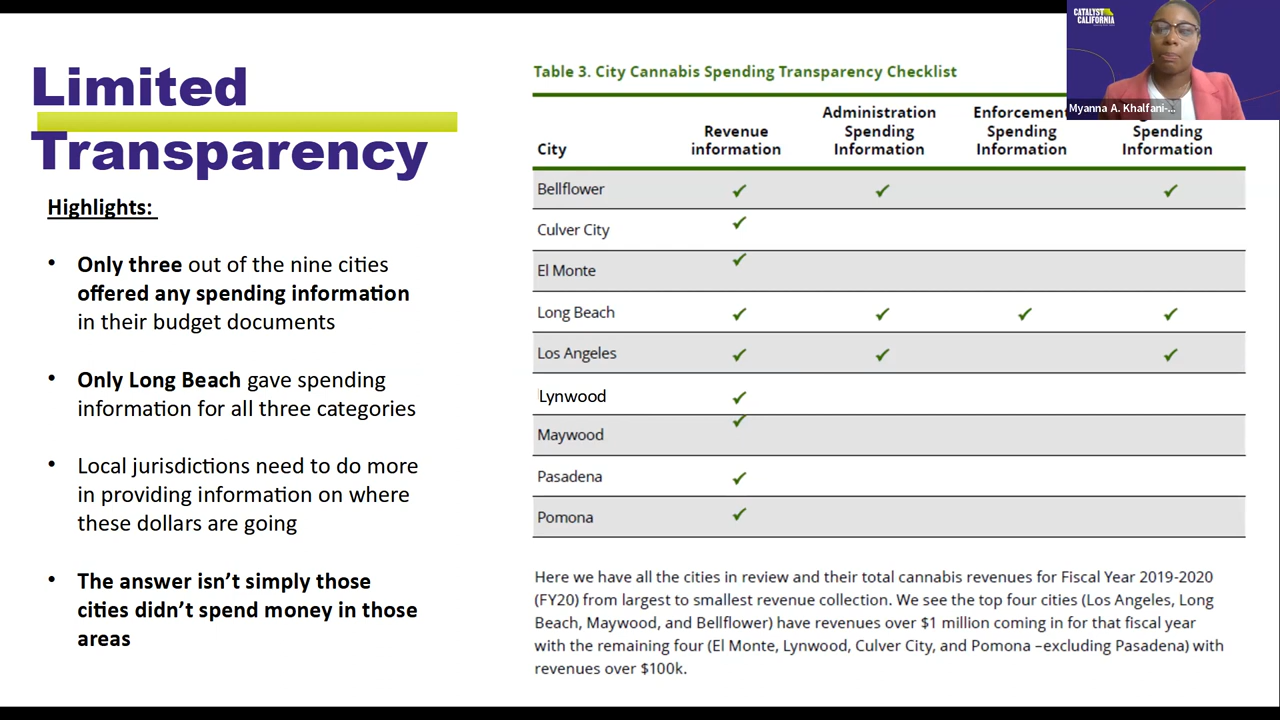 Limited
Transparency
Highlights:
• Only three out of the nine cities
offered any spending information
in their budget documents
• Only Long Beach gave spending
information for all three categories
• Local jurisdictions need to do more
in providing information on where
these dollars are going
• The answer isn't simply those
cities didn't spend money in those
areas
Table 3. City Cannabis Spending Transparency Checklist
City
Revenue
information
Administration
Spending
Information
Enforcement
Spending
Information
Spending
Information
Bellflower ✓ ✓ ✓
Culver City ✓
El Monte ✓
Long Beach ✓ ✓ ✓ ✓
Los Angeles ✓ ✓ ✓
Lynwood ✓
Maywood ✓
Pasadena ✓
Pomona ✓
Here we have all the cities in review and their total cannabis revenues for Fiscal Year 2019-2020
(FY20) from largest to smallest revenue collection. We see the top four cities (Los Angeles, Long
Beach, Maywood, and Bellflower) have revenues over $1 million coming in for that fiscal year
with the remaining four (El Monte, Lynwood, Culver City, and Pomona –excluding Pasadena) with
revenues over $100k.
CATALYST
CALIFORNIA
Myanna A. Khalfani-...